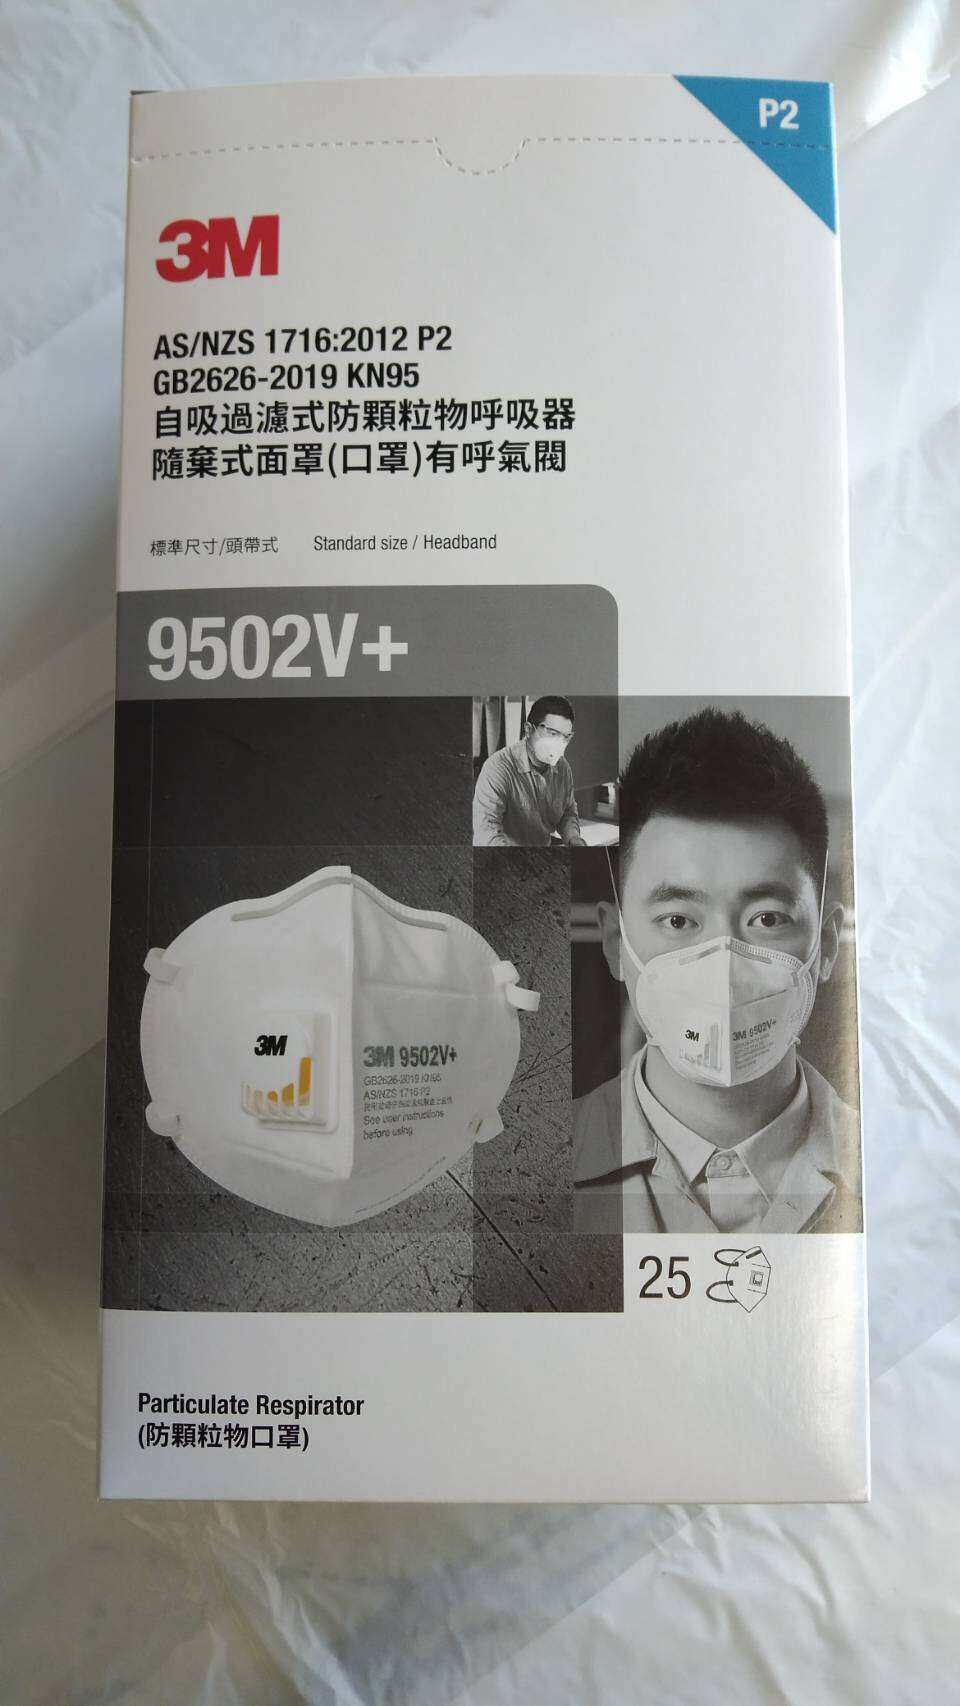 P2
3M
AS/NZS 1716:2012 P2
GB2626-2019 KN95
自吸過濾式防顆粒物呼吸器
隨棄式面罩(口罩)有呼氣閥
標準尺寸/頭帶式 Standard size / Headband
9502V+
3M
3M 9502V+
GB2626-2019 KN95
AS/NZS 1716 P2
See user instructions
before using
3M
3M 9502V+
25
Particulate Respirator
(防顆粒物口罩)